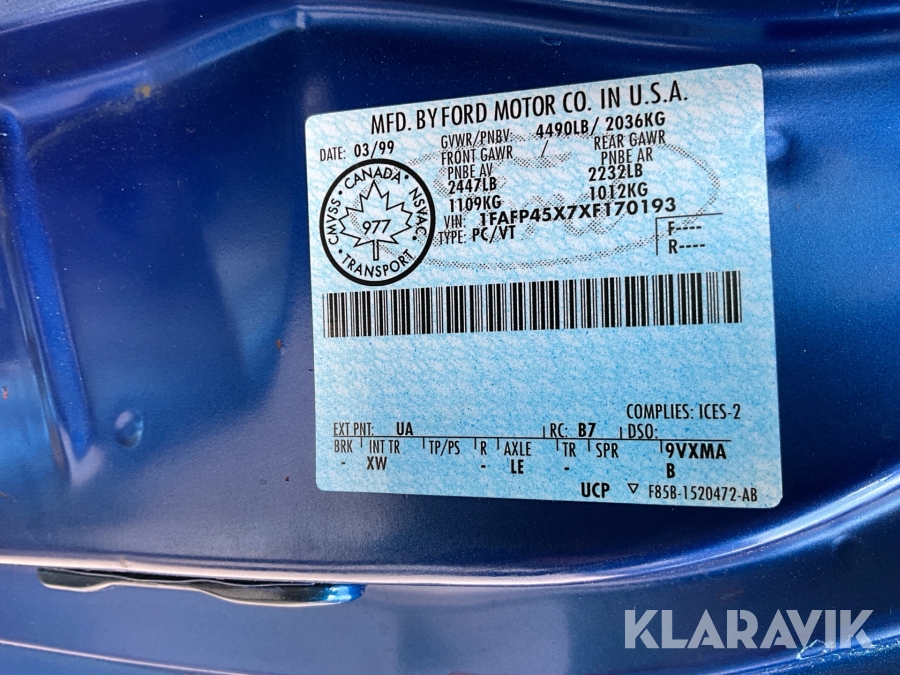 MFD. BY FORD MOTOR CO. IN U.S.A.
DATE: 03/99 GVWR/PNBV: 4490LB/ 2036KG
FRONT GAWR / REAR GAWR
PNBE AV PNBE AR
2447LB 2232LB
1109KG 1012KG
VIN: 1FAFP45X7XF170193
TYPE: PC/VT
F----
R----
CMVSS · CANADA · NSVAC · TRANSPORT ·
977
COMPLIES: ICES-2
EXT PNT: UA RC: B7 DSO:
BRK INT TR TP/PS R AXLE TR SPR 9VXMA
- XW - LE - B
UCP ▽ F85B-1520472-AB
KLARAVIK